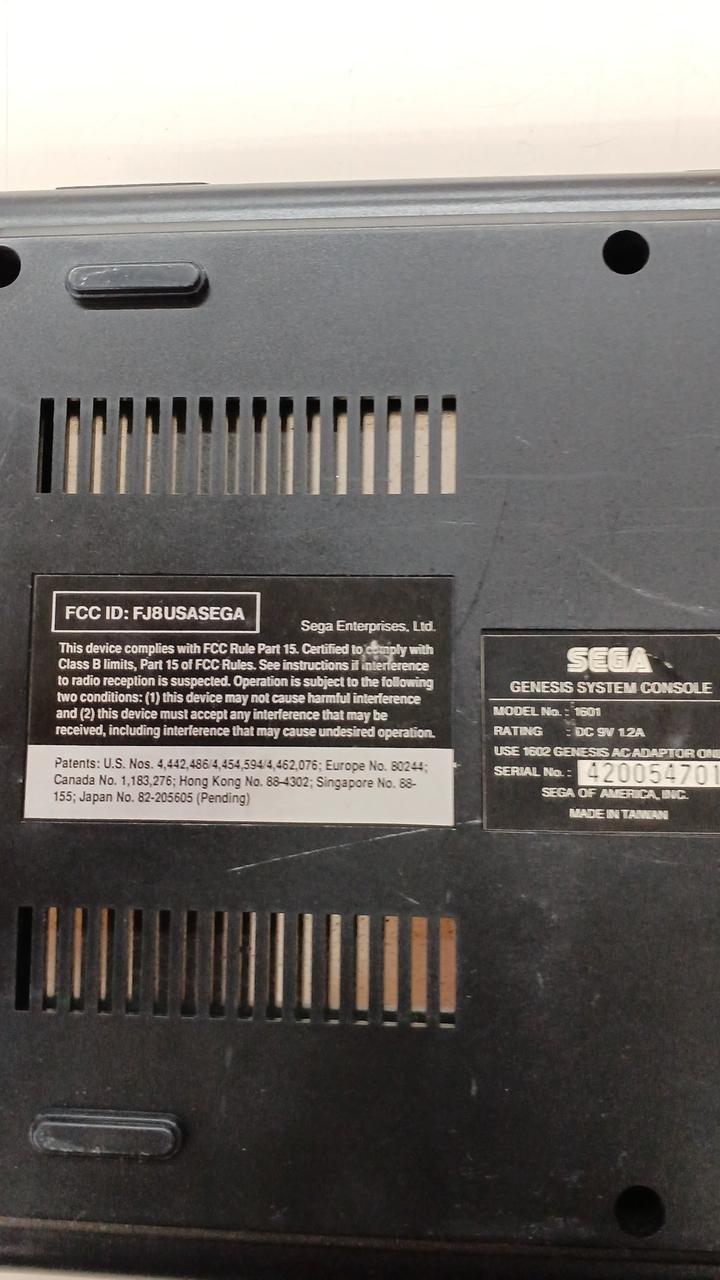 FCC ID: FJ8USASEGA
Sega Enterprises, Ltd.
This device complies with FCC Rule Part 15. Certified to comply with
Class B limits, Part 15 of FCC Rules. See instructions if interference
to radio reception is suspected. Operation is subject to the following
two conditions: (1) this device may not cause harmful interference
and (2) this device must accept any interference that may be
received, including interference that may cause undesired operation.
Patents: U.S. Nos. 4,442,486/4,454,594/4,462,076; Europe No. 80244;
Canada No. 1,183,276; Hong Kong No. 88-4302; Singapore No. 88-
155; Japan No. 82-205605 (Pending)
SEGA
GENESIS SYSTEM CONSOLE
MODEL No. : 1601
RATING : DC 9V 1.2A
USE 1602 GENESIS AC ADAPTOR
SERIAL No. : 420054701
SEGA OF AMERICA, INC.
MADE IN TAIWAN